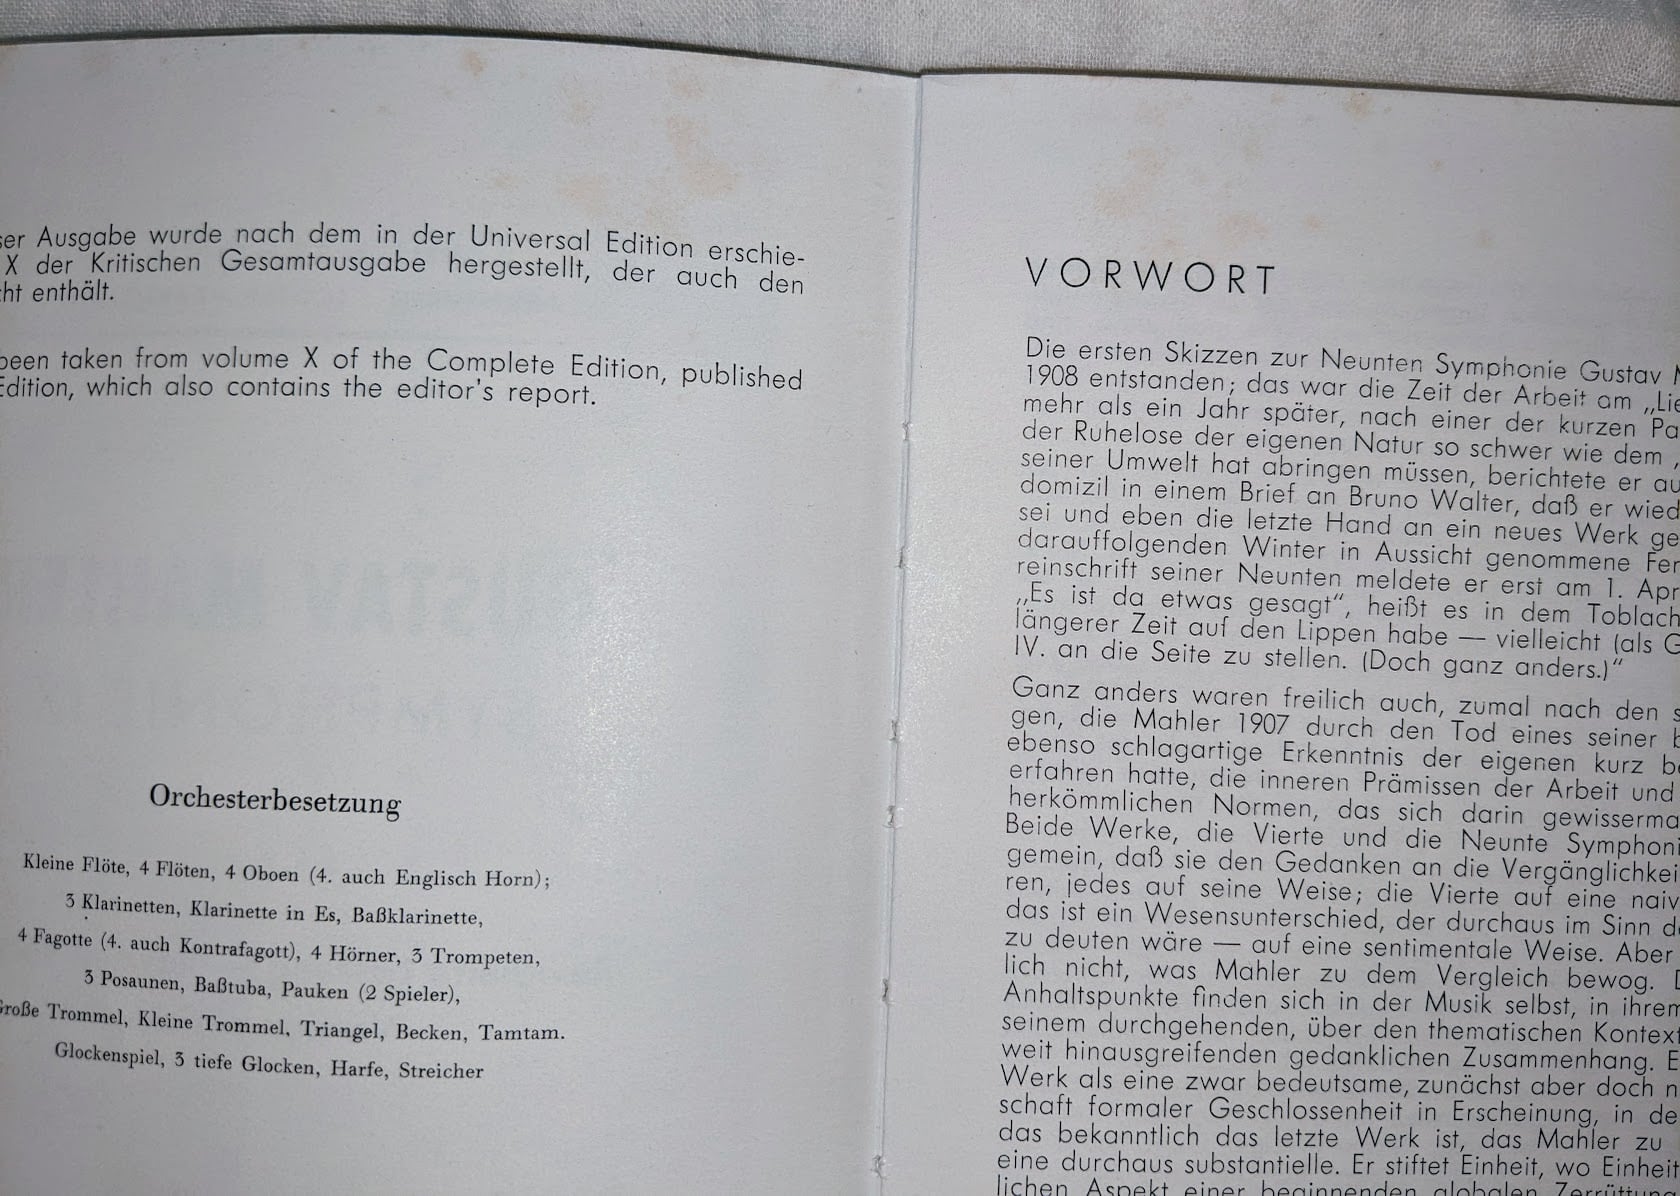 ser Ausgabe wurde nach dem in der Universal Edition erschie-
X der Kritischen Gesamtausgabe hergestellt, der auch den
cht enthält.
been taken from volume X of the Complete Edition, published
Edition, which also contains the editor's report.
Orchesterbesetzung
Kleine Flöte, 4 Flöten, 4 Oboen (4. auch Englisch Horn);
3 Klarinetten, Klarinette in Es, Baßklarinette,
4 Fagotte (4. auch Kontrafagott), 4 Hörner, 3 Trompeten,
3 Posaunen, Baßtuba, Pauken (2 Spieler),
Große Trommel, Kleine Trommel, Triangel, Becken, Tamtam.
Glockenspiel, 3 tiefe Glocken, Harfe, Streicher
VORWORT
Die ersten Skizzen zur Neunten Symphonie Gustav M
1908 entstanden; das war die Zeit der Arbeit am „Lie
mehr als ein Jahr später, nach einer der kurzen Pa
der Ruhelose der eigenen Natur so schwer wie dem „
seiner Umwelt hat abringen müssen, berichtete er au
domizil in einem Brief an Bruno Walter, daß er wied
sei und eben die letzte Hand an ein neues Werk ge
darauffolgenden Winter in Aussicht genommene Fer
reinschrift seiner Neunten meldete er erst am 1. Apr
„Es ist da etwas gesagt“, heißt es in dem Toblach
längerer Zeit auf den Lippen habe — vielleicht (als G
IV. an die Seite zu stellen. (Doch ganz anders.)“
Ganz anders waren freilich auch, zumal nach den s
gen, die Mahler 1907 durch den Tod eines seiner b
ebenso schlagartige Erkenntnis der eigenen kurz b
erfahren hatte, die inneren Prämissen der Arbeit und
herkömmlichen Normen, das sich darin gewisserma
Beide Werke, die Vierte und die Neunte Symphoni
gemein, daß sie den Gedanken an die Vergänglichkei
ren, jedes auf seine Weise; die Vierte auf eine naiv
das ist ein Wesensunterschied, der durchaus im Sinn d
zu deuten wäre — auf eine sentimentale Weise. Aber
lich nicht, was Mahler zu dem Vergleich bewog. D
Anhaltspunkte finden sich in der Musik selbst, in ihrem
seinem durchgehenden, über den thematischen Kontext
weit hinausgreifenden gedanklichen Zusammenhang. E
Werk als eine zwar bedeutsame, zunächst aber doch n
schaft formaler Geschlossenheit in Erscheinung, in de
das bekanntlich das letzte Werk ist, das Mahler zu
eine durchaus substantielle. Er stiftet Einheit, wo Einheit
lichen Aspekt einer beginnenden globalen Zerrüttung